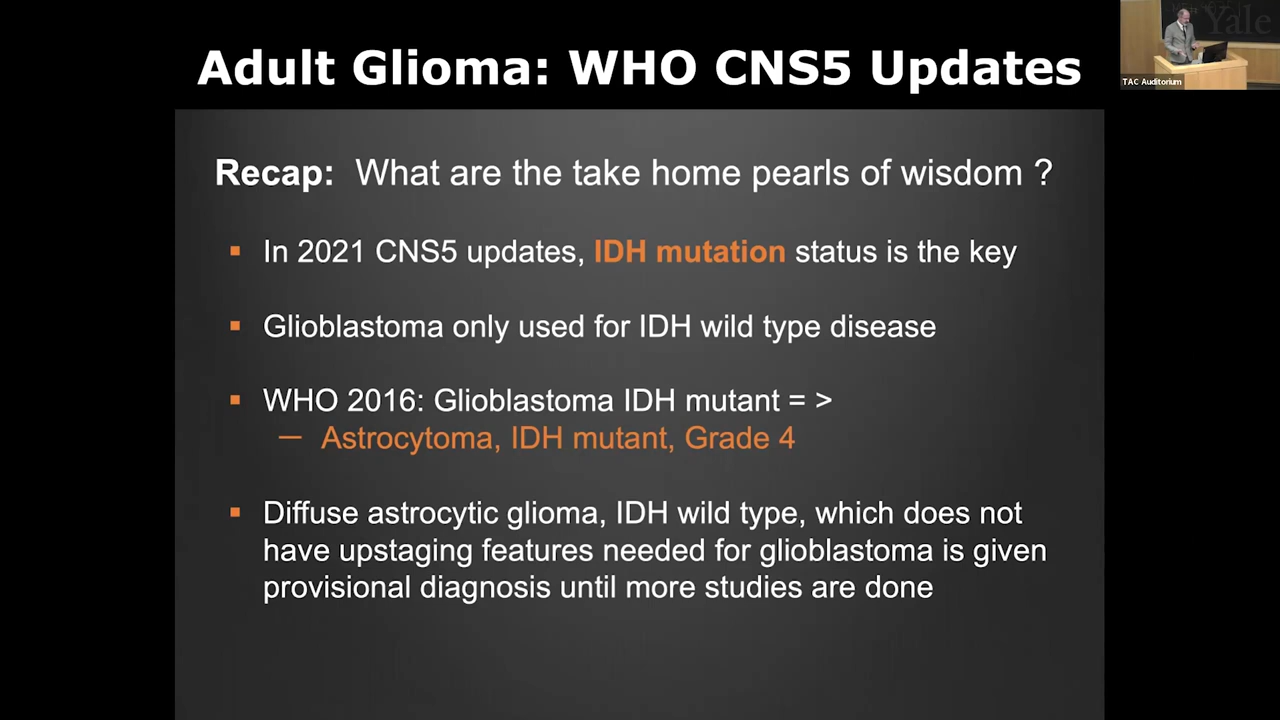 Adult Glioma: WHO CNS5 Updates
Yale
TAC Auditorium
Recap: What are the take home pearls of wisdom ?
▪ In 2021 CNS5 updates, IDH mutation status is the key
▪ Glioblastoma only used for IDH wild type disease
▪ WHO 2016: Glioblastoma IDH mutant = >
– Astrocytoma, IDH mutant, Grade 4
▪ Diffuse astrocytic glioma, IDH wild type, which does not
have upstaging features needed for glioblastoma is given
provisional diagnosis until more studies are done